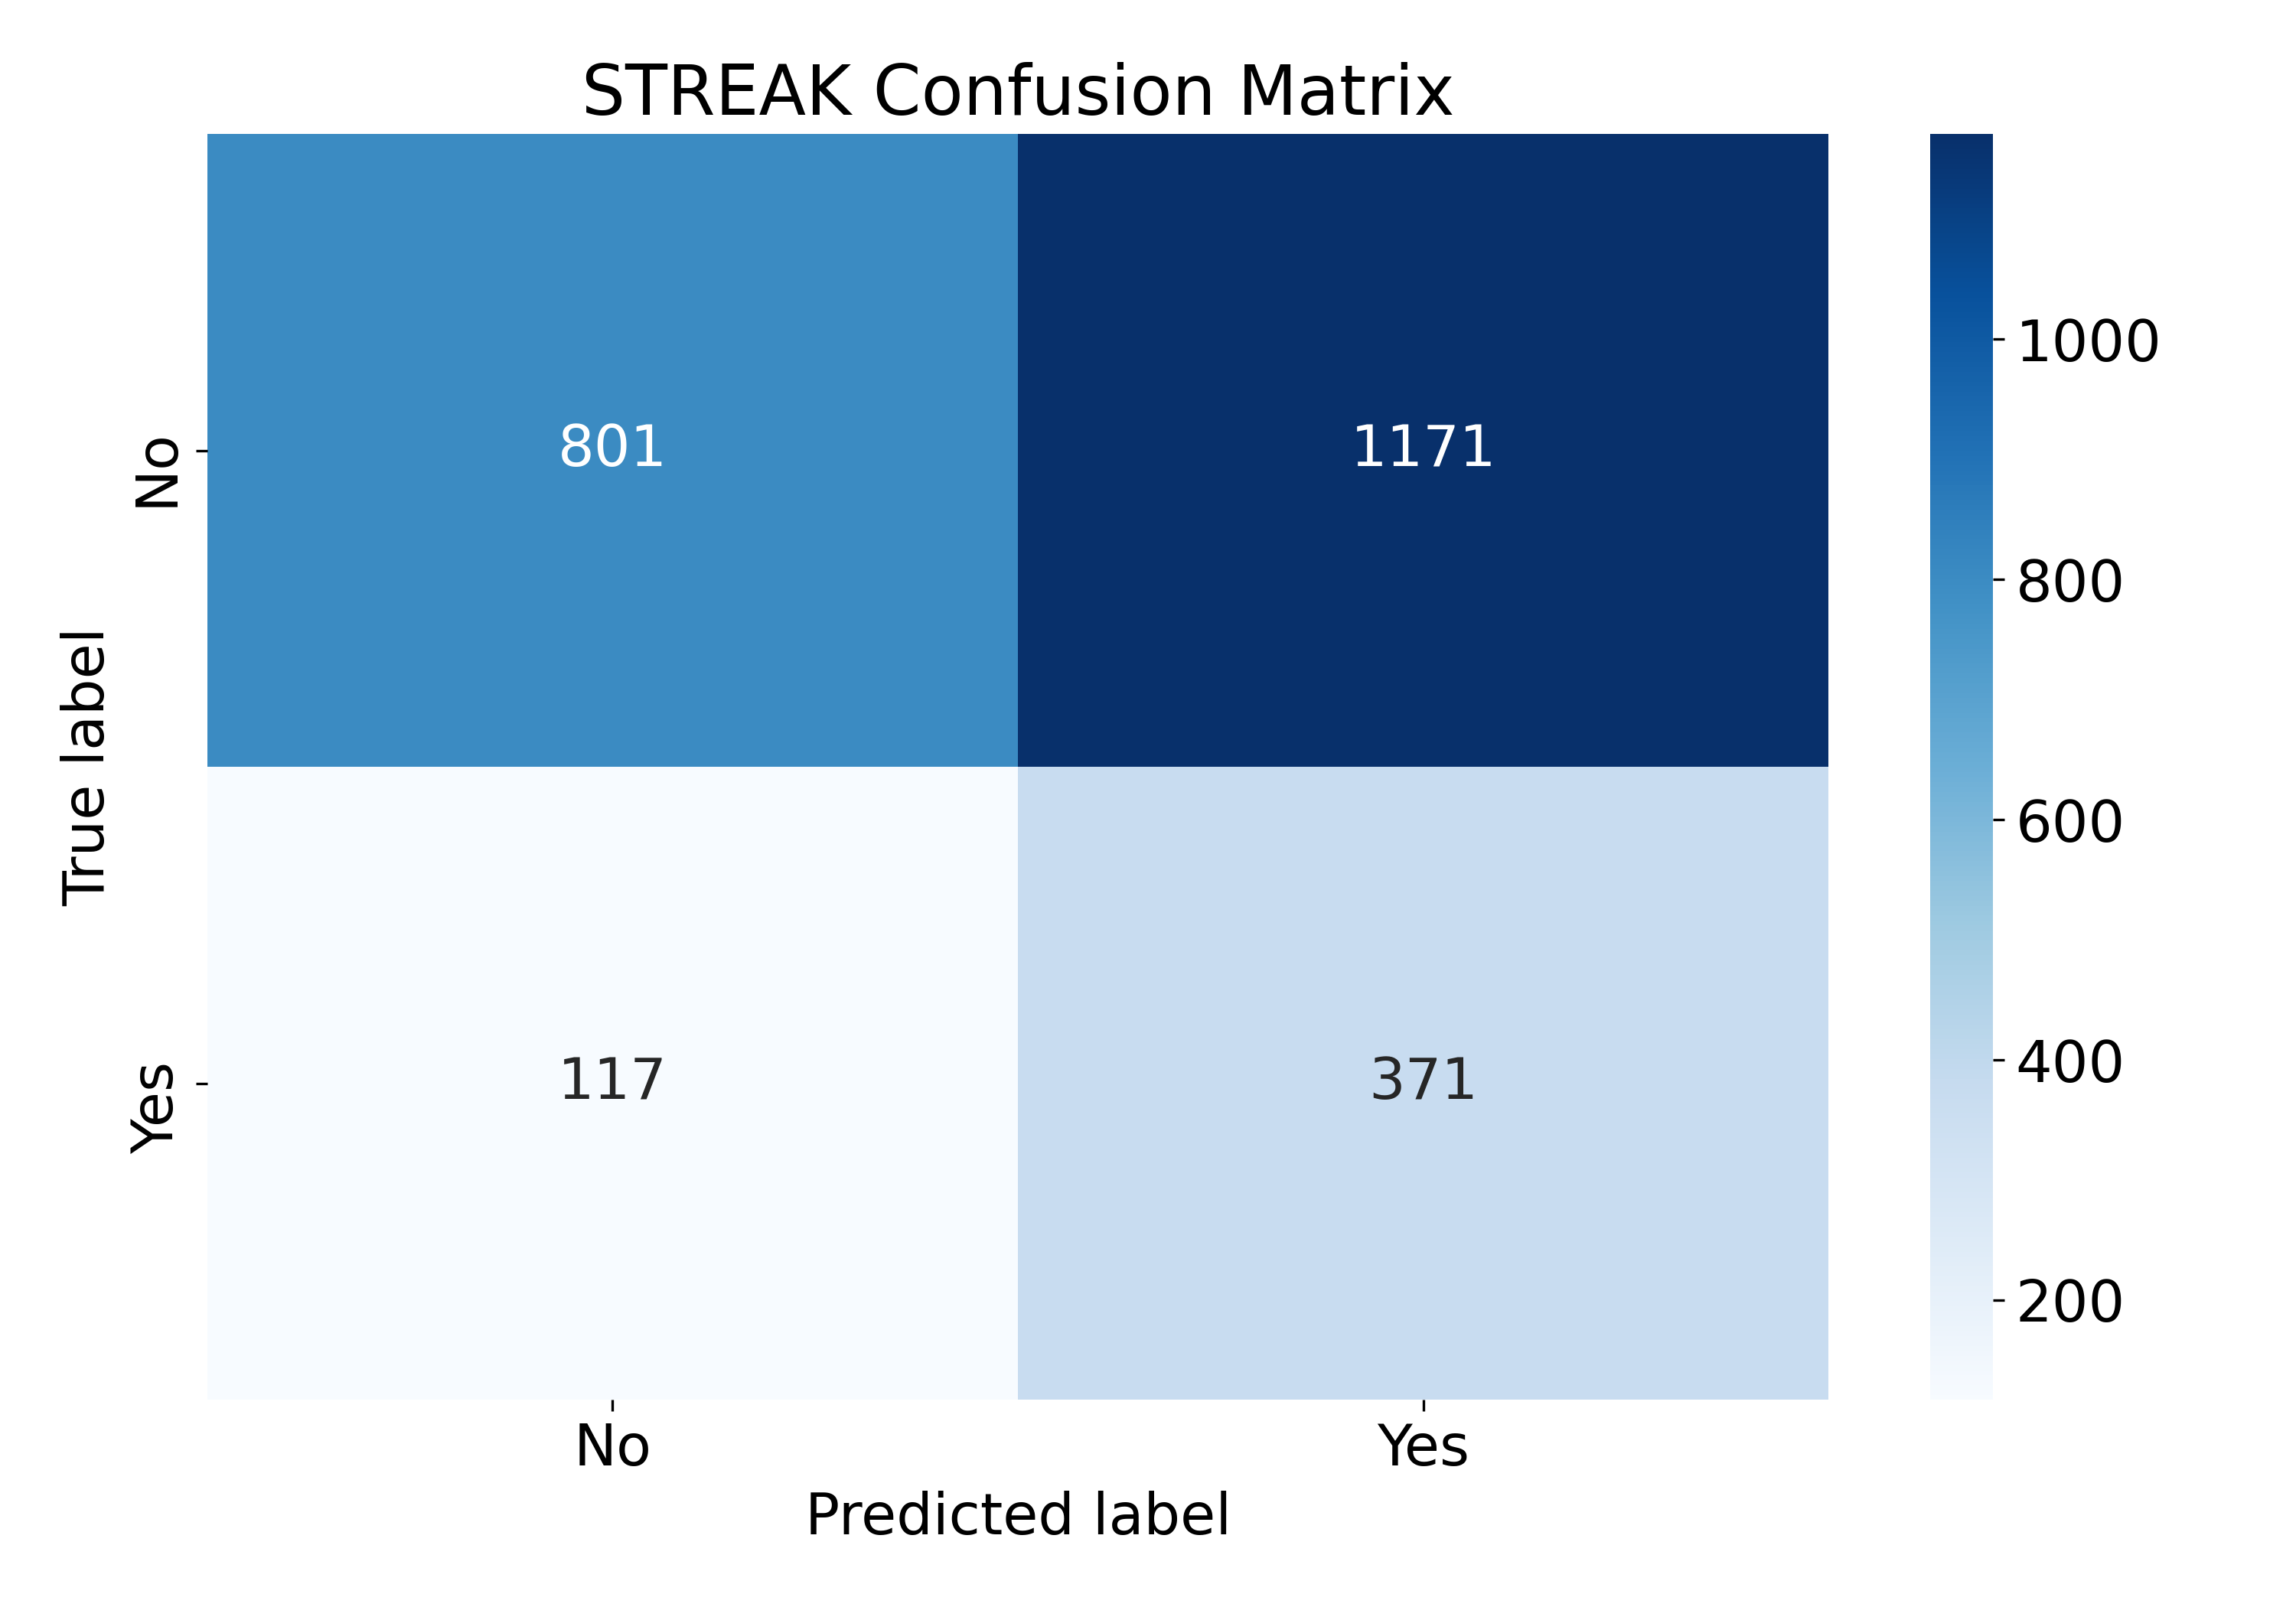 STREAK Confusion Matrix
801
1171
117
371
No
Yes
True label
No
Yes
Predicted label
1000
800
600
400
200